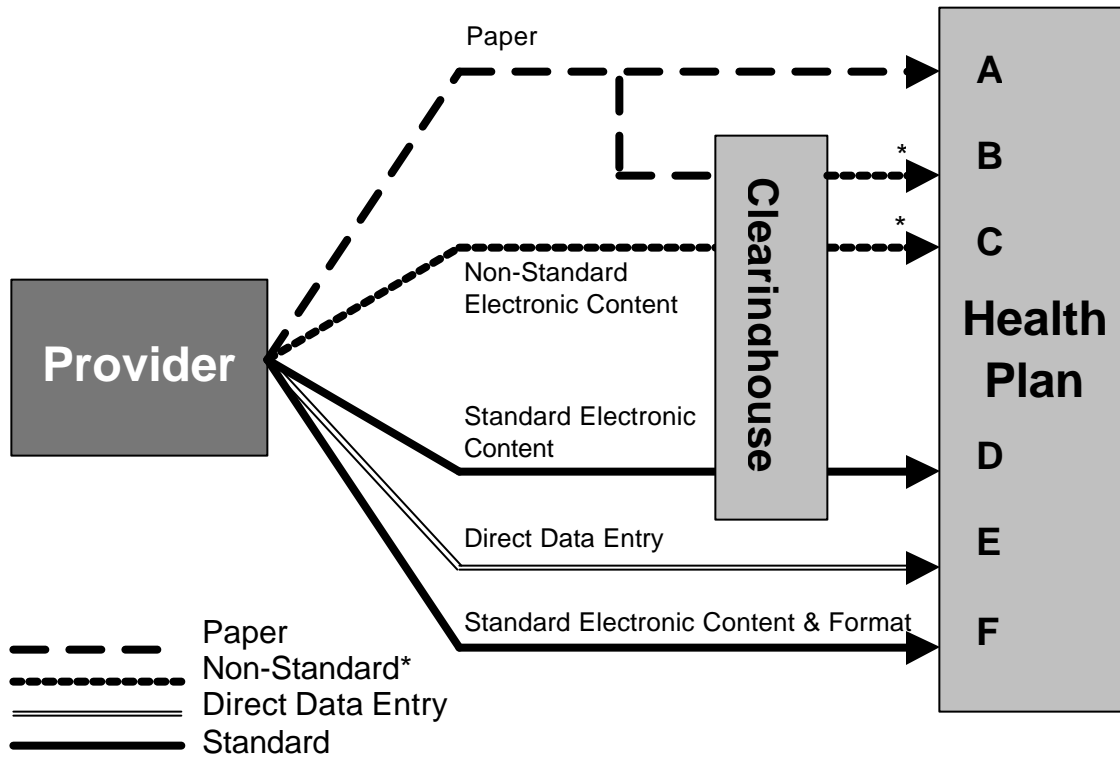 Paper
A
*
B
*
C
Non-Standard
Electronic Content
Clearinghouse
Provider
Health
Plan
Standard Electronic
Content
D
Direct Data Entry
E
Standard Electronic Content & Format
F
Paper
Non-Standard*
Direct Data Entry
Standard